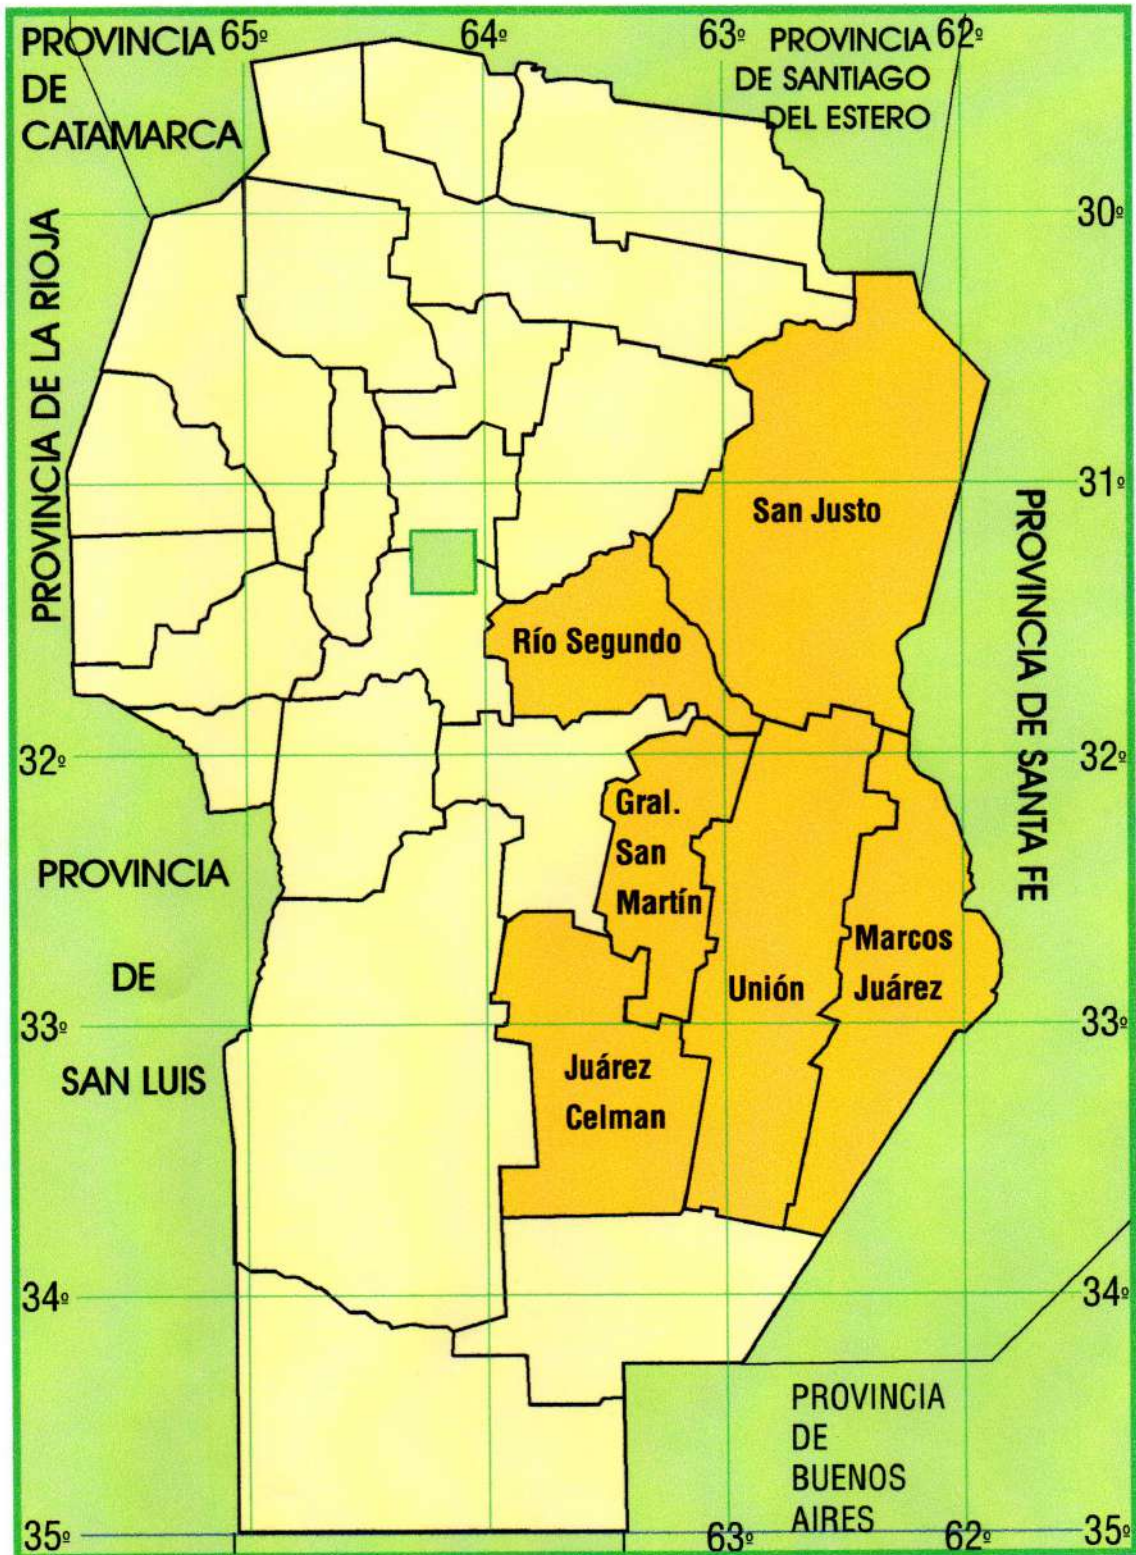 PROVINCIA
DE
CATAMARCA
65º
64º
63º
PROVINCIA
DE SANTIAGO
DEL ESTERO
62º
30º
PROVINCIA DE LA RIOJA
31º
San Justo
PROVINCIA DE SANTA FE
Río Segundo
32º
32º
Gral.
San
Martín
PROVINCIA
DE
SAN LUIS
Marcos
Juárez
Unión
33º
33º
Juárez
Celman
34º
34º
PROVINCIA
DE
BUENOS
AIRES
35º
63º
62º
35º